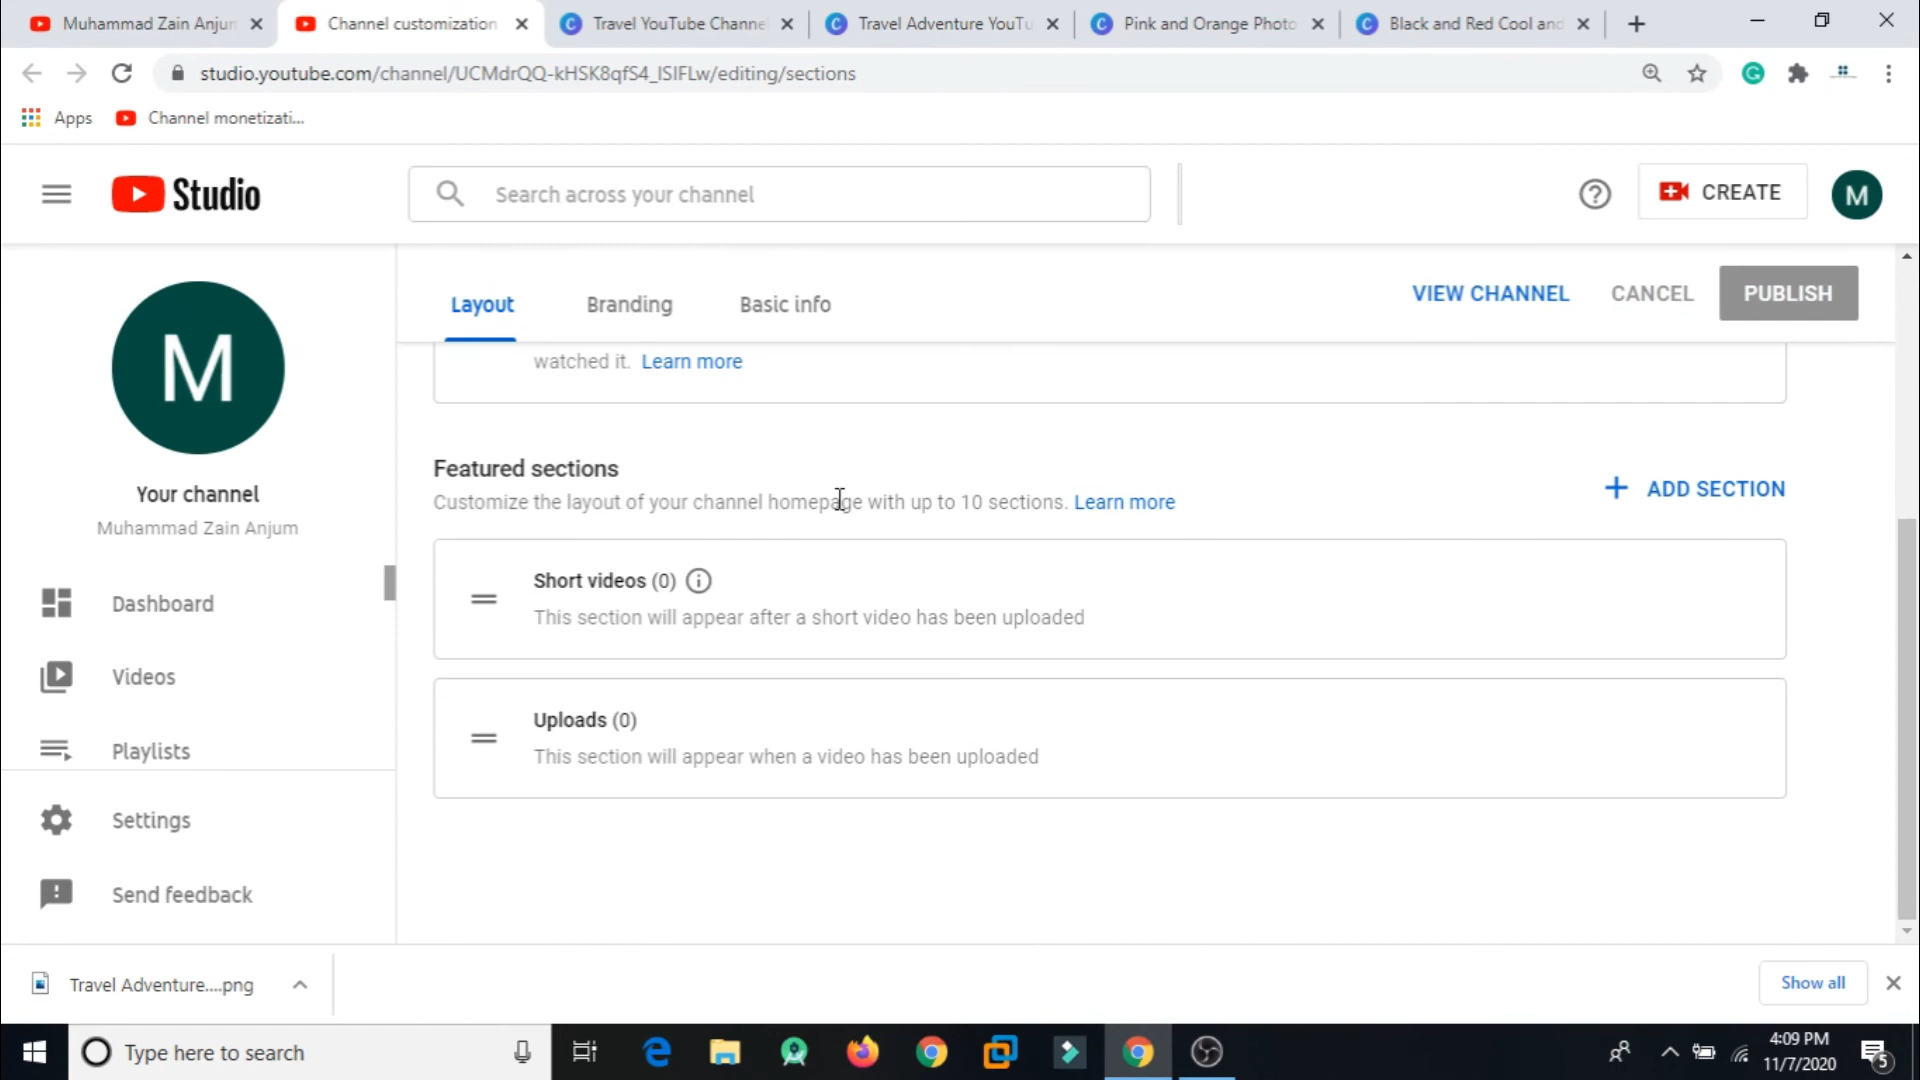 Muhammad Zain Anjum
Channel customization
Travel YouTube Channe
Travel Adventure YouTu
Pink and Orange Photo
Black and Red Cool and
studio.youtube.com/channel/UCMdrQQ-kHSK8qfS4_ISIFLw/editing/sections
Apps
Channel monetizati...
Studio
Search across your channel
CREATE
M
Layout
Branding
Basic info
VIEW CHANNEL
CANCEL
PUBLISH
M
watched it. Learn more
Your channel
Muhammad Zain Anjum
Featured sections
Customize the layout of your channel homepage with up to 10 sections. Learn more
ADD SECTION
Short videos (0)
This section will appear after a short video has been uploaded
Dashboard
Videos
Playlists
Uploads (0)
This section will appear when a video has been uploaded
Settings
Send feedback
Travel Adventure....png
Show all
Type here to search
4:09 PM
11/7/2020
5